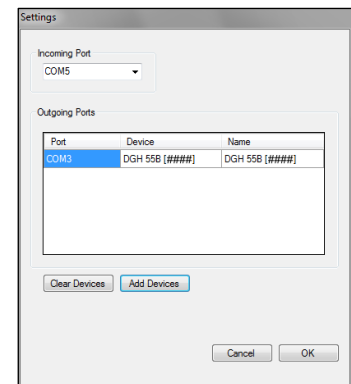 Settings
Incoming Port
COM5
Outgoing Ports
Port Device Name
COM3 DGH 55B [####] DGH 55B [####]
Clear Devices Add Devices
Cancel OK